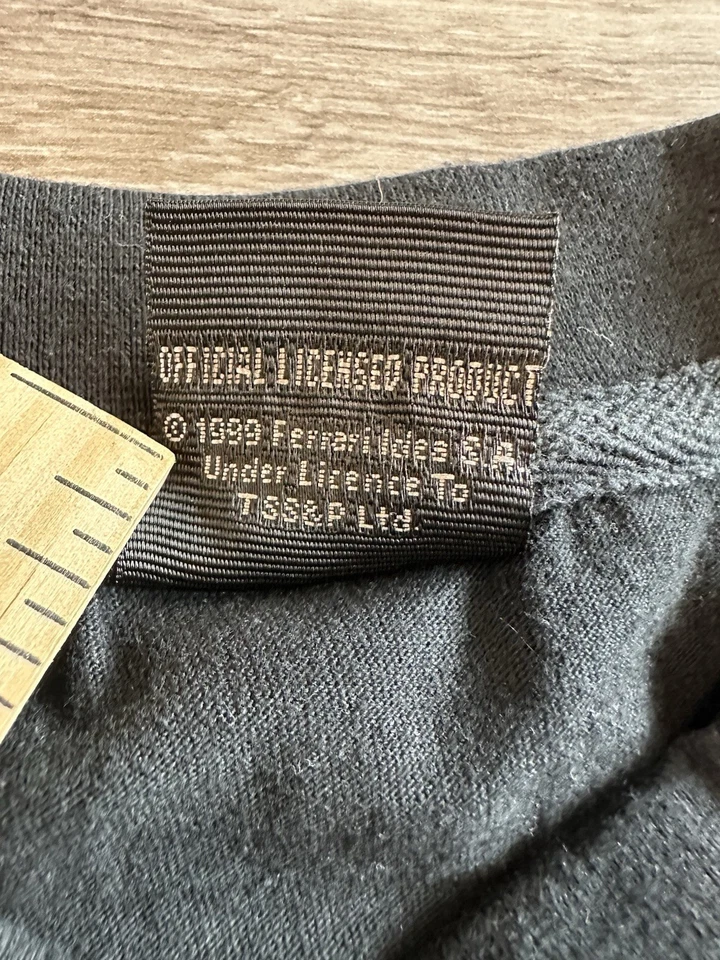 OFFICIAL LICENSED PRODUCT
© 1999 Ferrari Idea S.A.
Under Licence To
TSS&P Ltd.